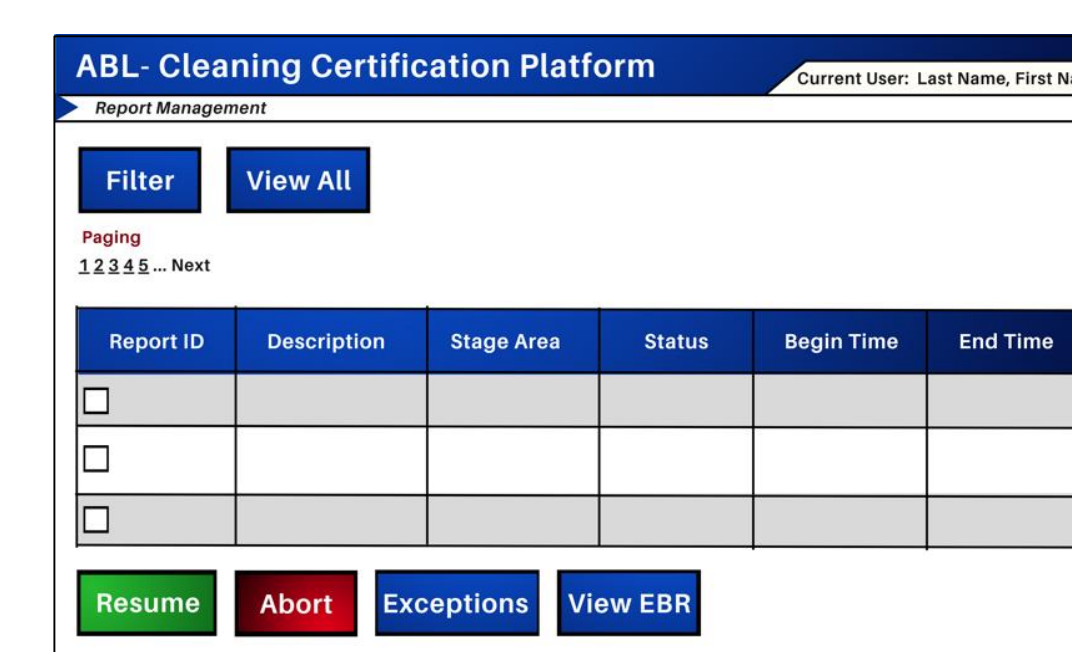 ABL- Cleaning Certification Platform
Current User: Last Name, First Na
Report Management
Filter View All
Paging
1 2 3 4 5 ... Next
Report ID Description Stage Area Status Begin Time End Time
Resume Abort Exceptions View EBR